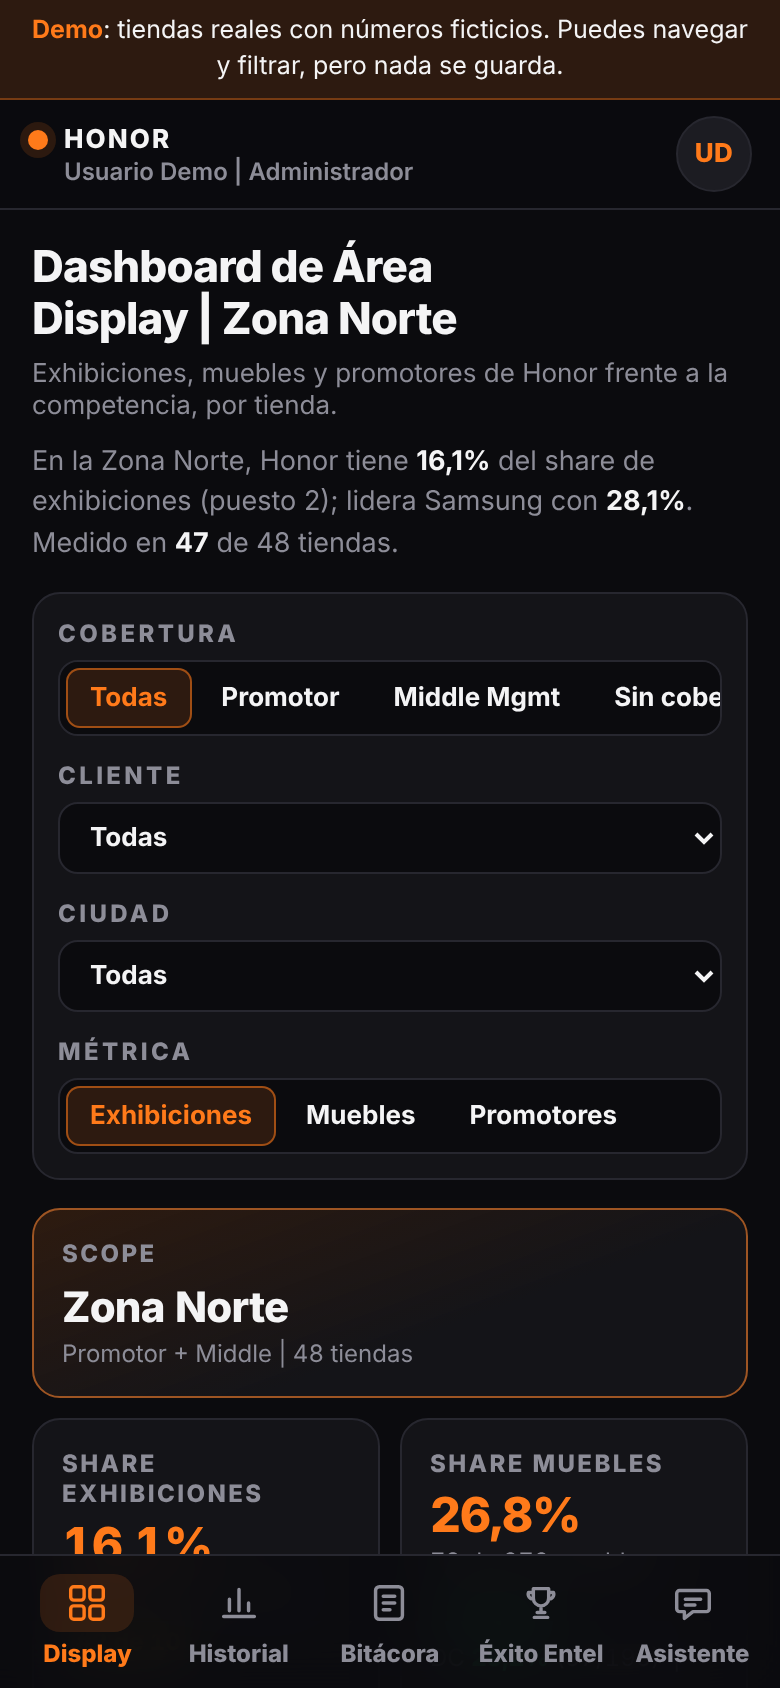 Demo: tiendas reales con números ficticios. Puedes navegar
y filtrar, pero nada se guarda.
HONOR
Usuario Demo | Administrador
UD
Dashboard de Área
Display | Zona Norte
Exhibiciones, muebles y promotores de Honor frente a la
competencia, por tienda.
En la Zona Norte, Honor tiene 16,1% del share de
exhibiciones (puesto 2); lidera Samsung con 28,1%.
Medido en 47 de 48 tiendas.
COBERTURA
Todas Promotor Middle Mgmt Sin cobe
CLIENTE
Todas
CIUDAD
Todas
MÉTRICA
Exhibiciones Muebles Promotores
SCOPE
Zona Norte
Promotor + Middle | 48 tiendas
SHARE
EXHIBICIONES
16,1%
SHARE MUEBLES
26,8%
Display Historial Bitácora Éxito Entel Asistente